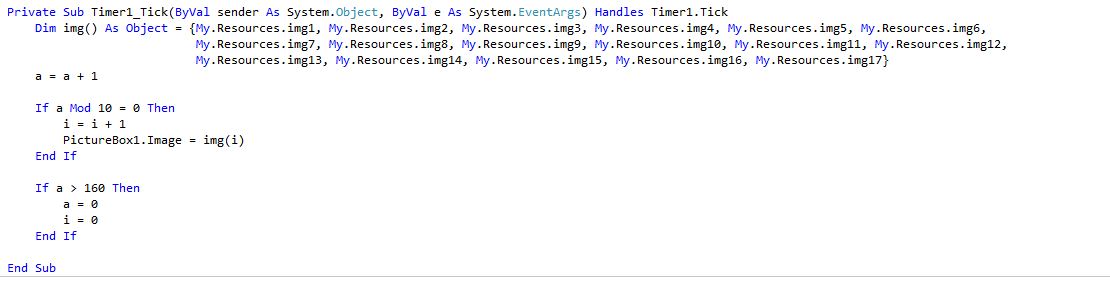 Private Sub Timer1_Tick(ByVal sender As System.Object, ByVal e As System.EventArgs) Handles Timer1.Tick
Dim img() As Object = {My.Resources.img1, My.Resources.img2, My.Resources.img3, My.Resources.img4, My.Resources.img5, My.Resources.img6,
My.Resources.img7, My.Resources.img8, My.Resources.img9, My.Resources.img10, My.Resources.img11, My.Resources.img12,
My.Resources.img13, My.Resources.img14, My.Resources.img15, My.Resources.img16, My.Resources.img17}
a = a + 1
If a Mod 10 = 0 Then
i = i + 1
PictureBox1.Image = img(i)
End If
If a > 160 Then
a = 0
i = 0
End If
End Sub